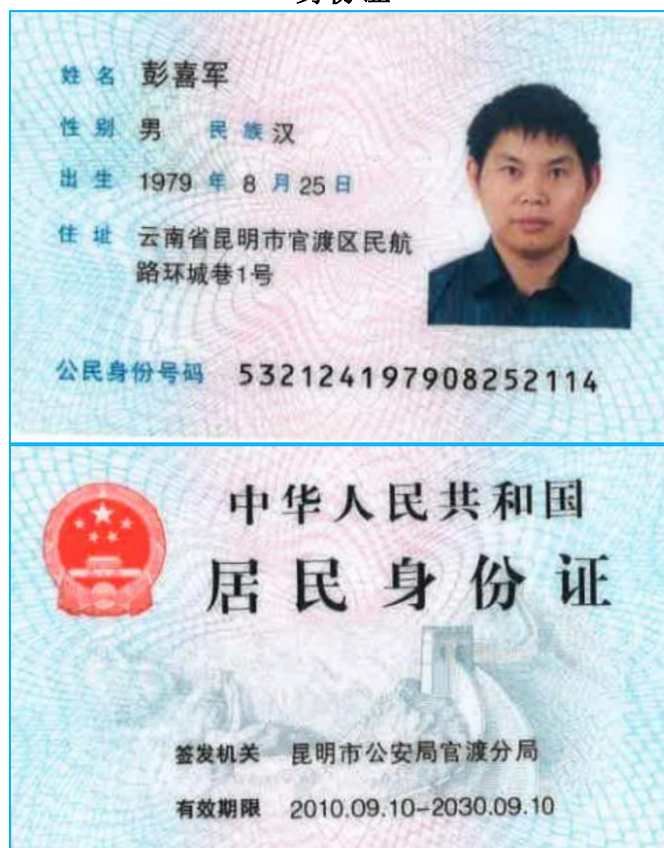 姓名 彭喜军
性别 男 民族 汉
出生 1979 年 8 月 25 日
住址 云南省昆明市官渡区民航
路环城巷1号
公民身份号码 532124197908252114
中华人民共和国
居民身份证
签发机关 昆明市公安局官渡分局
有效期限 2010.09.10-2030.09.10